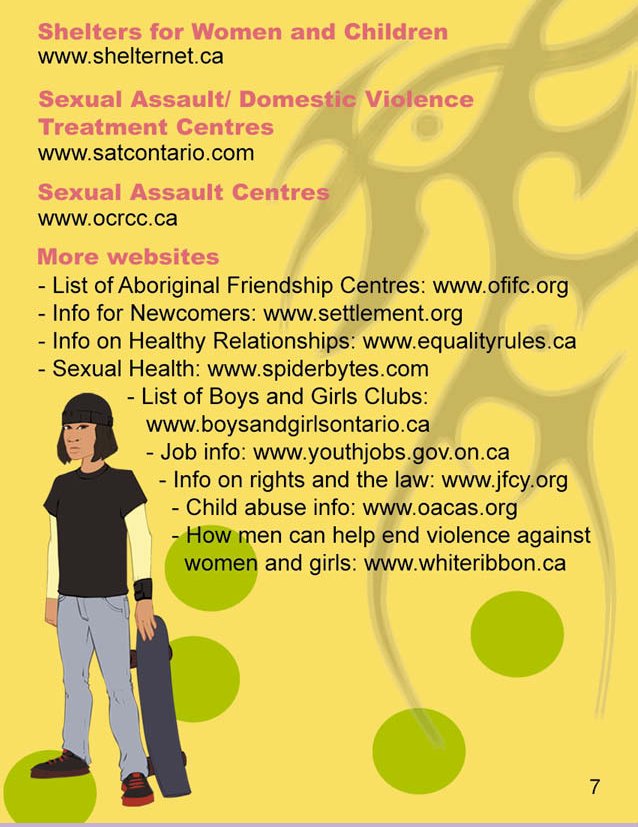 Shelters for Women and Children
www.shelternet.ca
Sexual Assault/ Domestic Violence
Treatment Centres
www.satcontario.com
Sexual Assault Centres
www.ocrcc.ca
More websites
- List of Aboriginal Friendship Centres: www.ofifc.org
- Info for Newcomers: www.settlement.org
- Info on Healthy Relationships: www.equalityrules.ca
- Sexual Health: www.spiderbytes.com
- List of Boys and Girls Clubs:
www.boysandgirlsontario.ca
- Job info: www.youthjobs.gov.on.ca
- Info on rights and the law: www.jfcy.org
- Child abuse info: www.oacas.org
- How men can help end violence against
women and girls: www.whiteribbon.ca
7